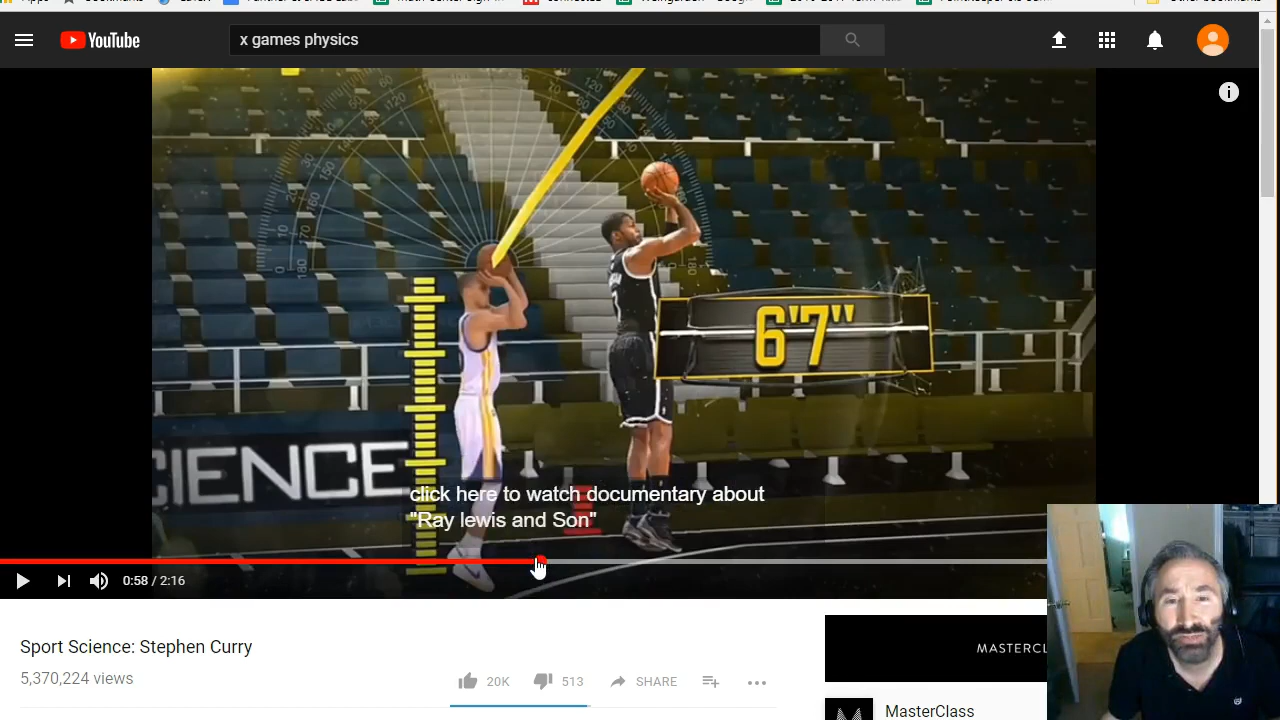 YouTube
x games physics
6'7"
CIENCE
click here to watch documentary about
"Ray lewis and Son"
0:58 / 2:16
Sport Science: Stephen Curry
5,370,224 views
20K
513
SHARE
MASTERCL
MasterClass